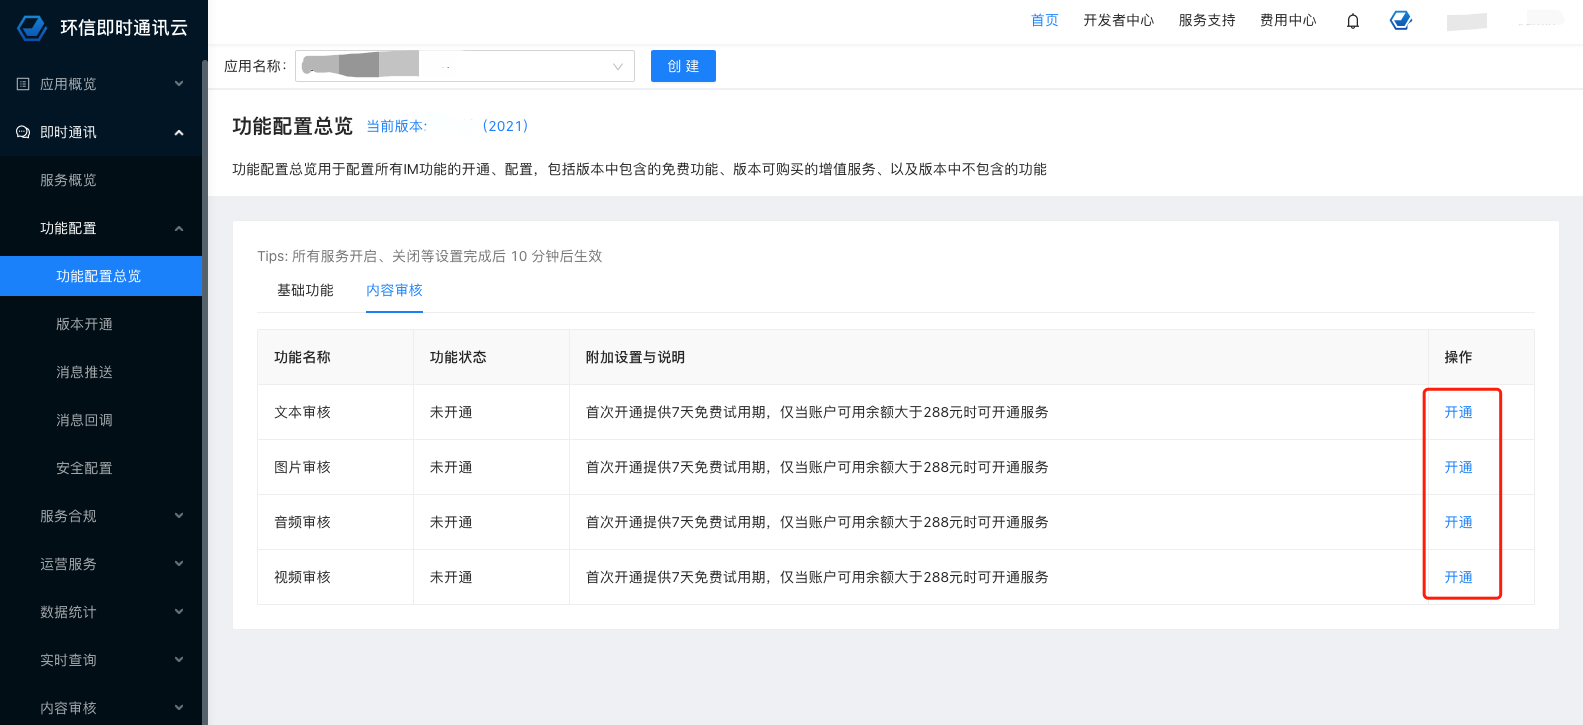 环信即时通讯云
首页 开发者中心 服务支持 费用中心
应用名称: 创 建
应用概览
即时通讯
服务概览
功能配置
功能配置总览
版本开通
消息推送
消息回调
安全配置
服务合规
运营服务
数据统计
实时查询
内容审核
功能配置总览 当前版本: (2021)
功能配置总览用于配置所有IM功能的开通、配置，包括版本中包含的免费功能、版本可购买的增值服务、以及版本中不包含的功能
Tips: 所有服务开启、关闭等设置完成后 10 分钟后生效
基础功能 内容审核
功能名称 功能状态 附加设置与说明 操作
文本审核 未开通 首次开通提供7天免费试用期，仅当账户可用余额大于288元时可开通服务 开通
图片审核 未开通 首次开通提供7天免费试用期，仅当账户可用余额大于288元时可开通服务 开通
音频审核 未开通 首次开通提供7天免费试用期，仅当账户可用余额大于288元时可开通服务 开通
视频审核 未开通 首次开通提供7天免费试用期，仅当账户可用余额大于288元时可开通服务 开通